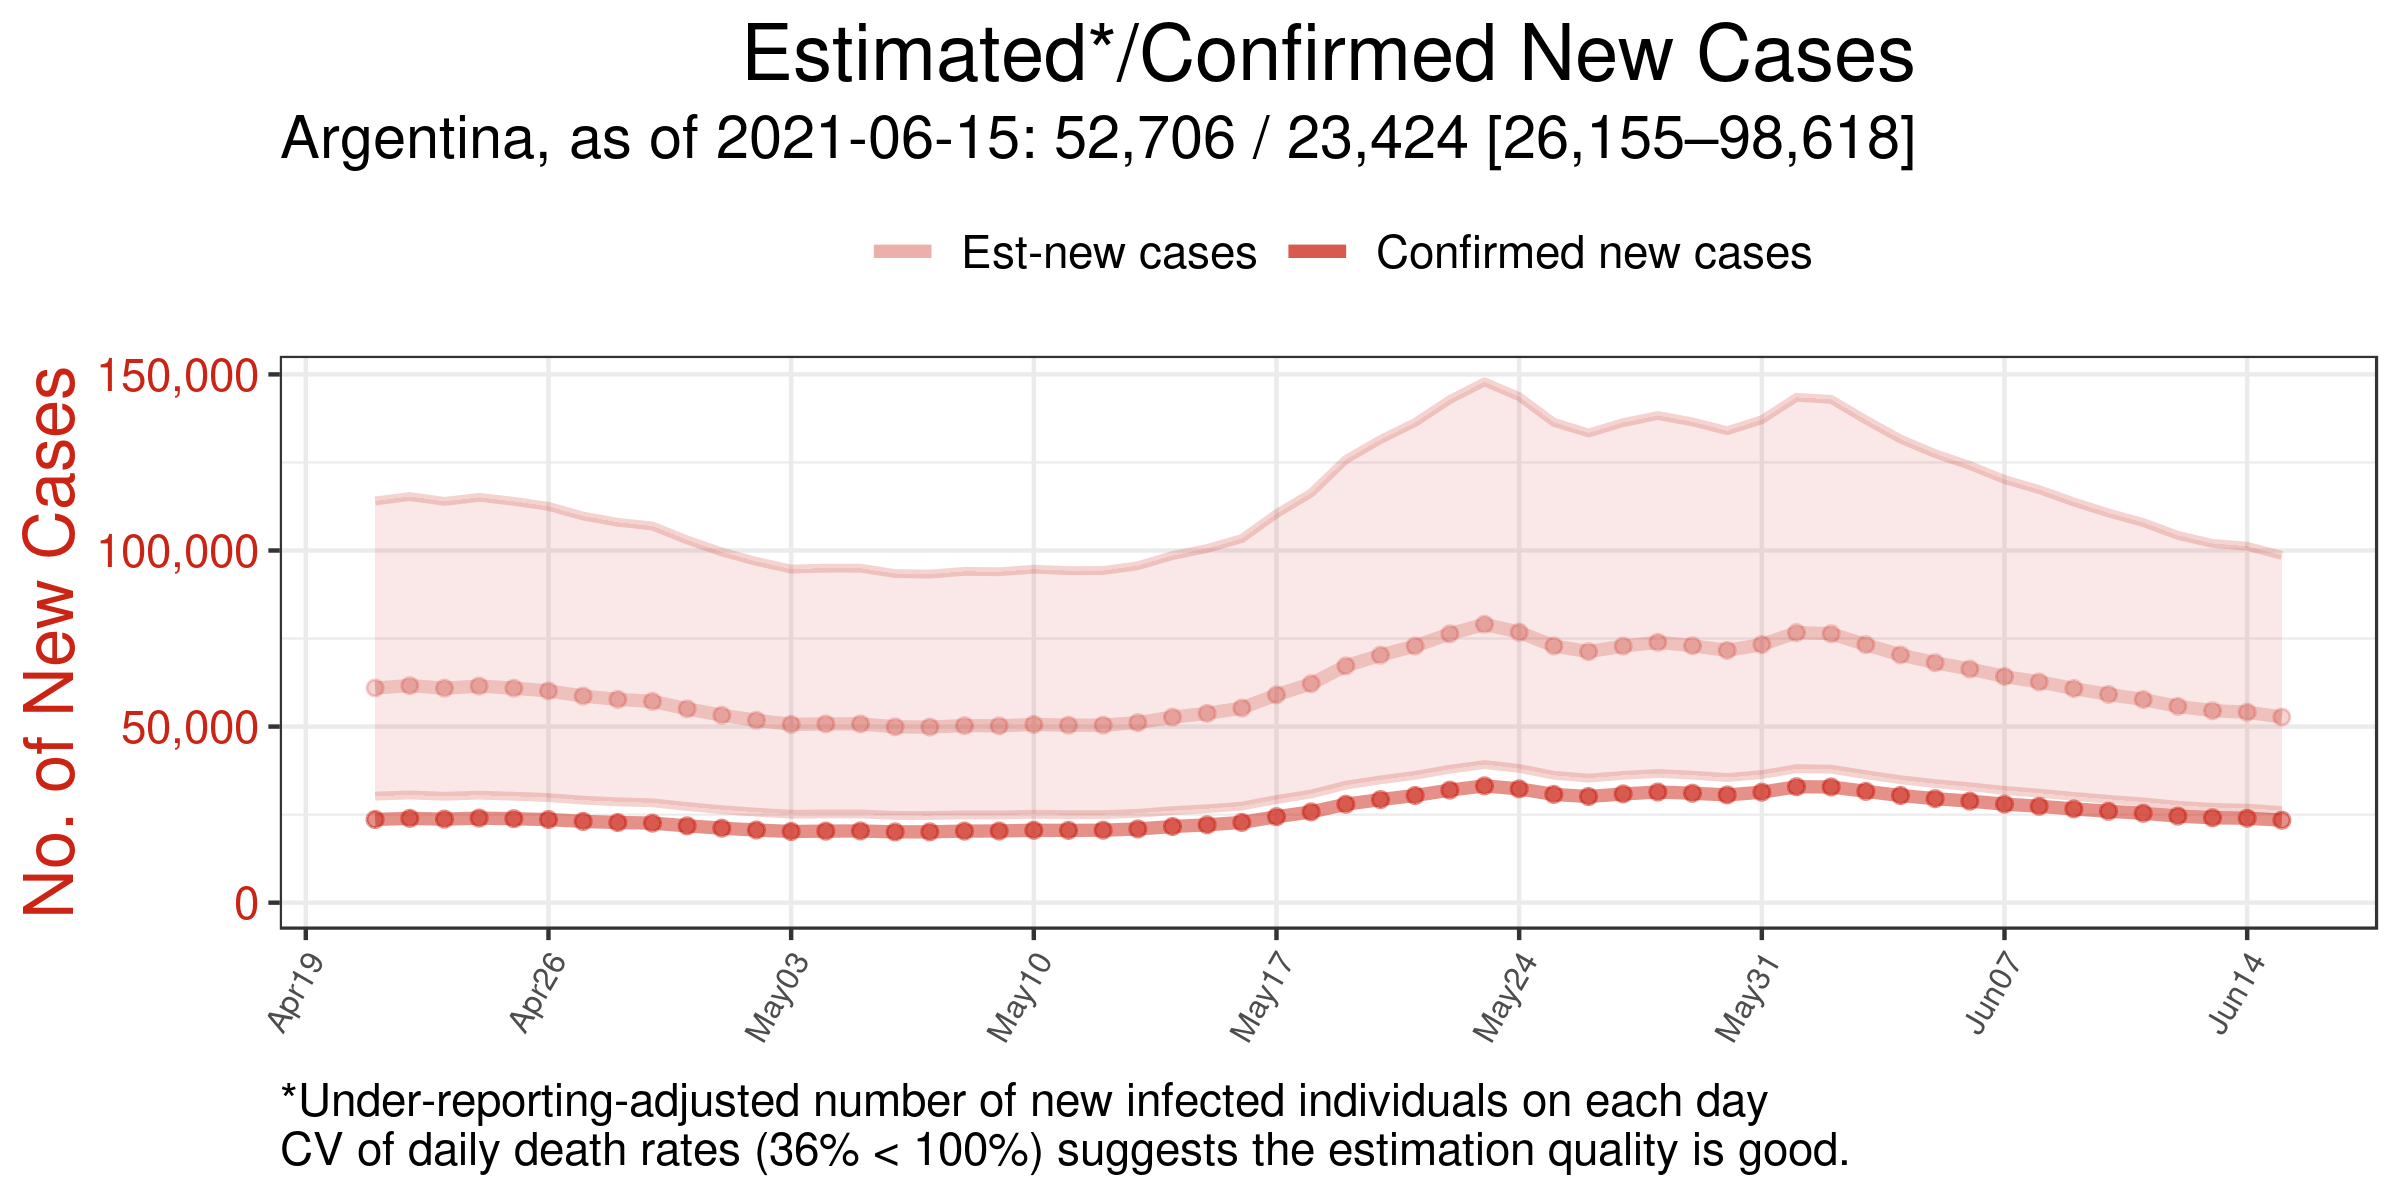 Estimated*/Confirmed New Cases
Argentina, as of 2021-06-15: 52,706 / 23,424 [26,155–98,618]
Est-new cases
Confirmed new cases
No. of New Cases
150,000
100,000
50,000
0
Apr19
Apr26
May03
May10
May17
May24
May31
Jun07
Jun14
*Under-reporting-adjusted number of new infected individuals on each day
CV of daily death rates (36% < 100%) suggests the estimation quality is good.